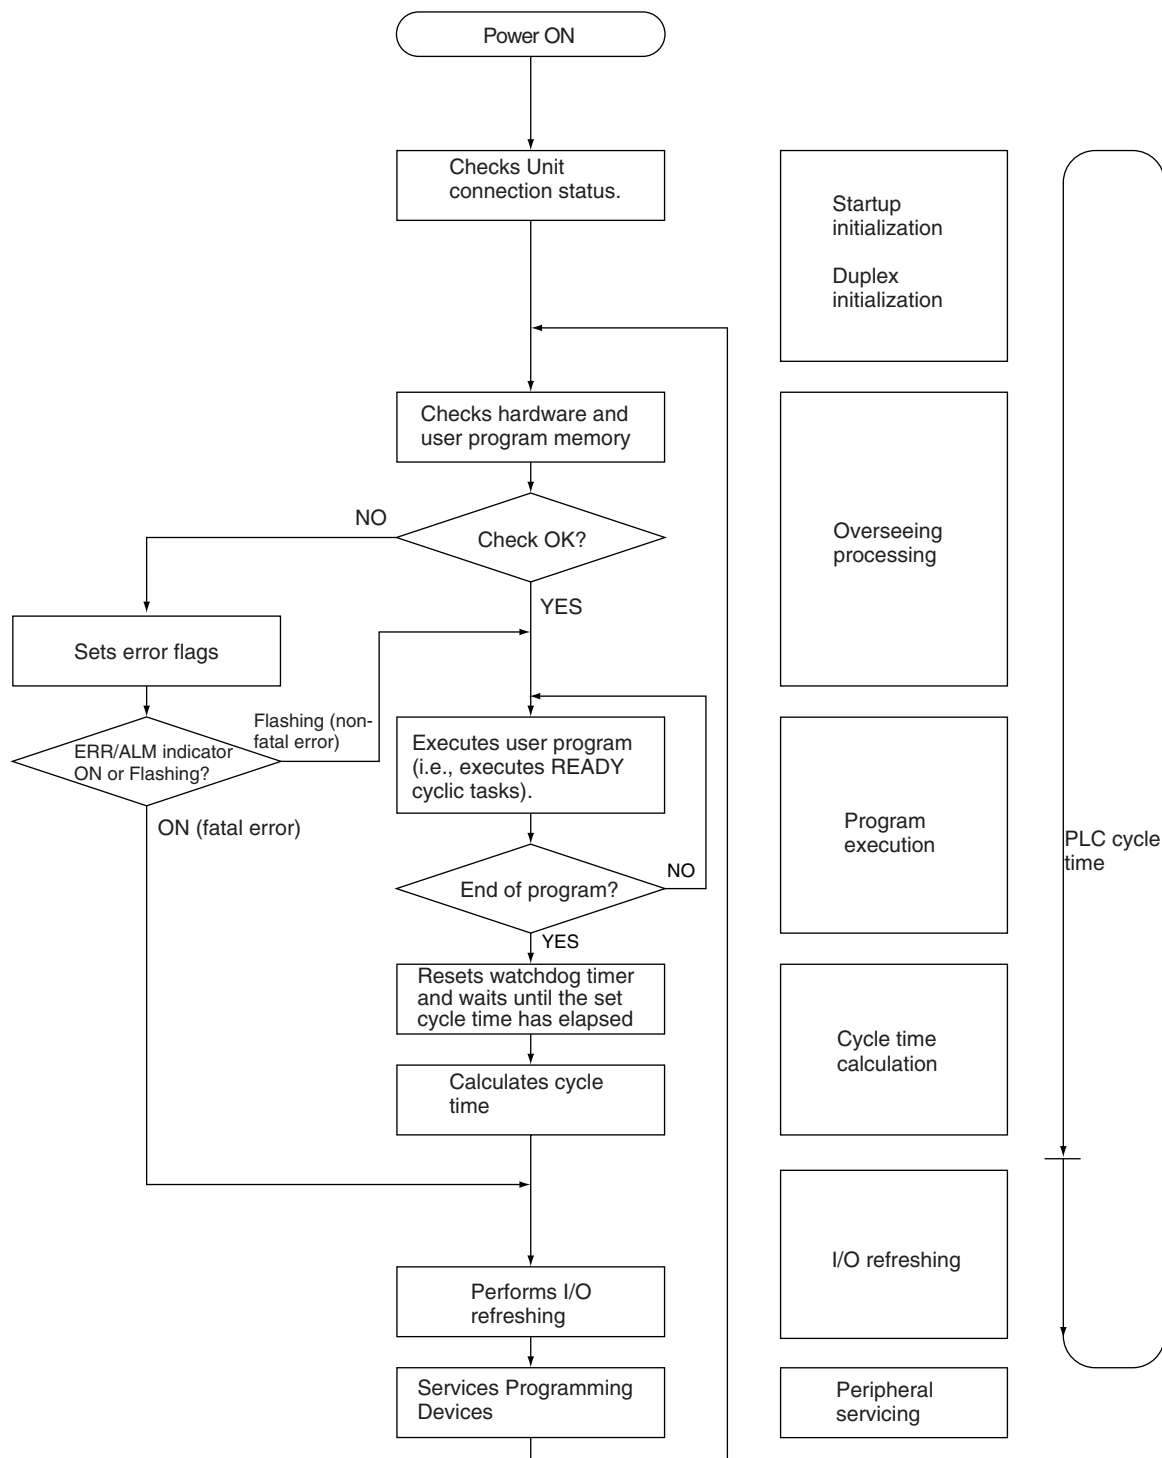 Power ON
Checks Unit
connection status.
Startup
initialization
Duplex
initialization
Checks hardware and
user program memory
NO
Check OK?
YES
Overseeing
processing
Sets error flags
Flashing (non-
fatal error)
ERR/ALM indicator
ON or Flashing?
ON (fatal error)
Executes user program
(i.e., executes READY
cyclic tasks).
Program
execution
PLC cycle
time
End of program?
NO
YES
Resets watchdog timer
and waits until the set
cycle time has elapsed
Cycle time
calculation
Calculates cycle
time
I/O refreshing
Performs I/O
refreshing
Services Programming
Devices
Peripheral
servicing